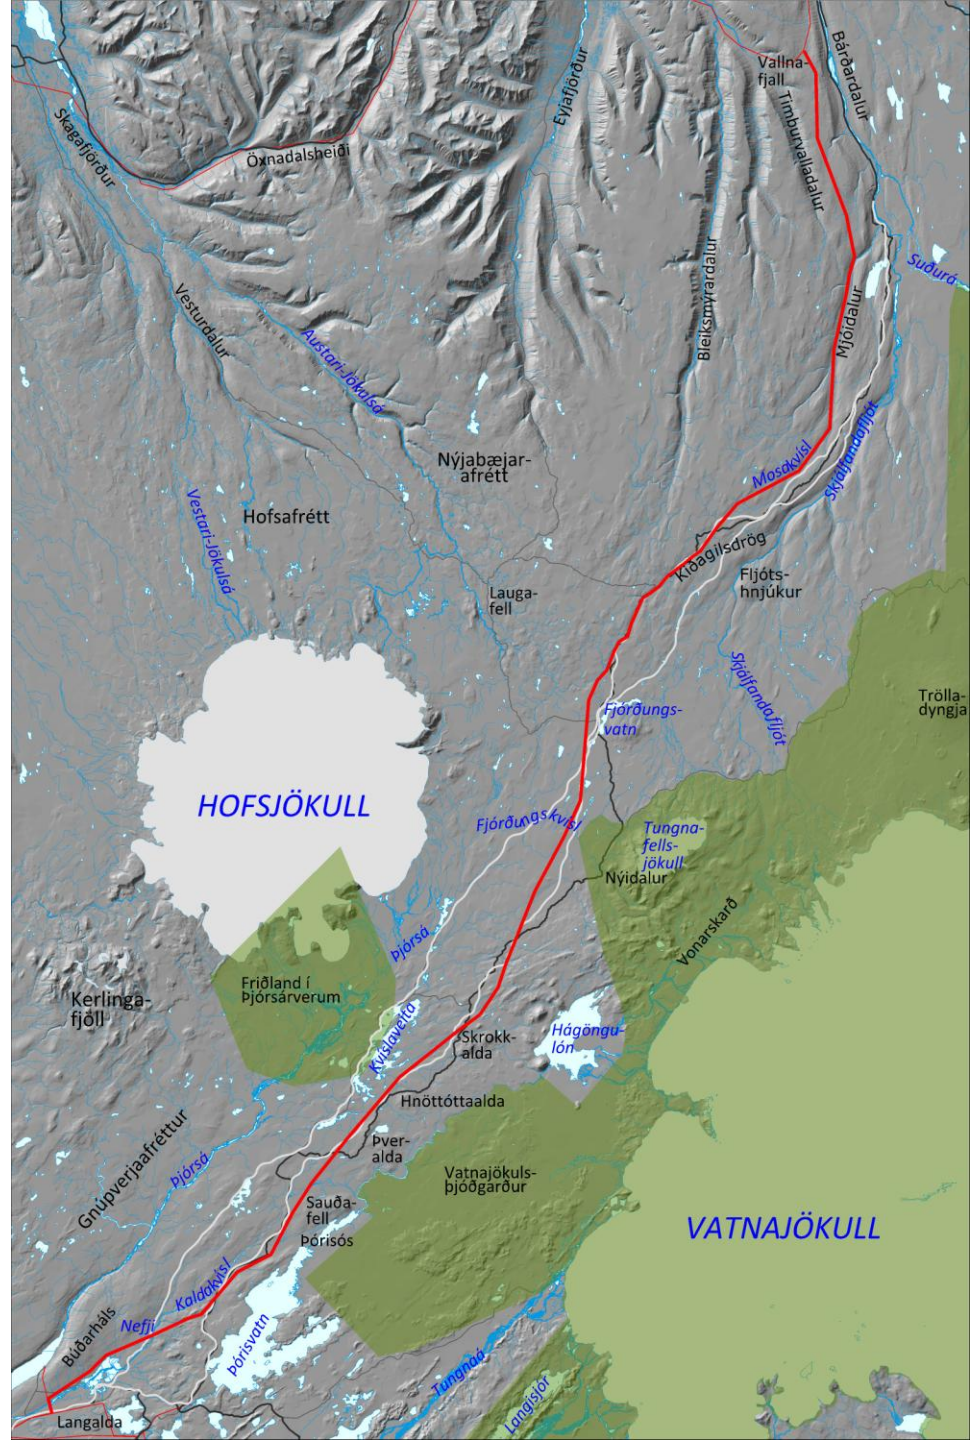 Vallna-
fjall
Bárðardalur
Timburvalladalur
Eyjafjörður
Skagafjörður
Öxnadalsheiði
Bleiksmýrardalur
Suðurá
Vesturdalur
Austari-Jökulsá
Mjóidalur
Skjálfandafljót
Mosakvísl
Nýjabæjar-
afrétt
Hofsafrétt
Vestari-Jökulsá
Kiðagilsdrög
Fljóts-
hnjúkur
Lauga-
fell
Skjálfandafljót
Trölla-
dyngja
Fjórðungs-
vatn
HOFSJÖKULL
Fjórðungskvísl
Tungna-
fells-
jökull
Nýidalur
Vonarskarð
Þjórsá
Friðland í
Þjórsárverum
Kerlinga-
fjöll
Kvíslaveita
Hágöngu-
lón
Skrokk-
alda
Hnöttóttaalda
Gnúpverjaafréttur
Þjórsá
Þver-
alda
Vatnajökuls-
þjóðgarður
Sauða-
fell
Þórisós
VATNAJÖKULL
Kaldakvísl
Nefji
Búðarháls
Þórisvatn
Tungnaá
Langisjór
Langalda